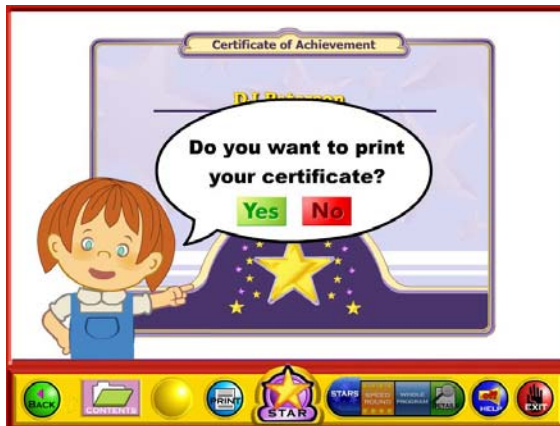 Certificate of Achievement
Do you want to print
your certificate?
Yes No
BACK
CONTENTS
PRINT
STAR
STARS
SPEED
ROUND
WHOLE
PROGRAM
HELP
EXIT